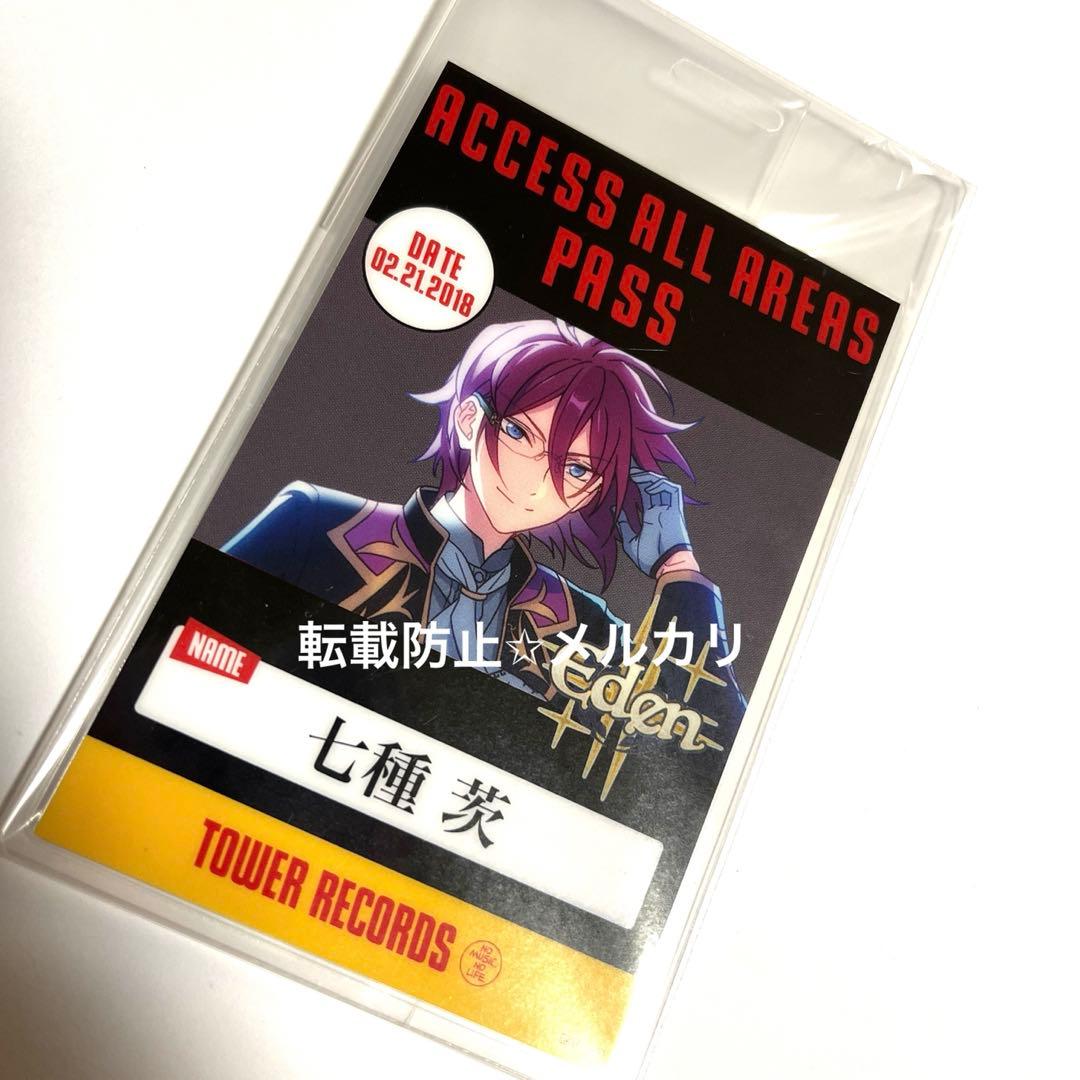 ACCESS ALL AREAS
PASS
DATE
02.21.2018
転載防止☆メルカリ
Eden
NAME
七種 茨
TOWER RECORDS
NO
MUSIC
NO
LIFE